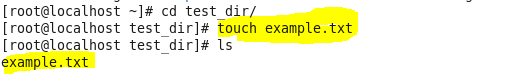 [root@localhost ~]# cd test_dir/
[root@localhost test_dir]# touch example.txt
[root@localhost test_dir]# ls
example.txt